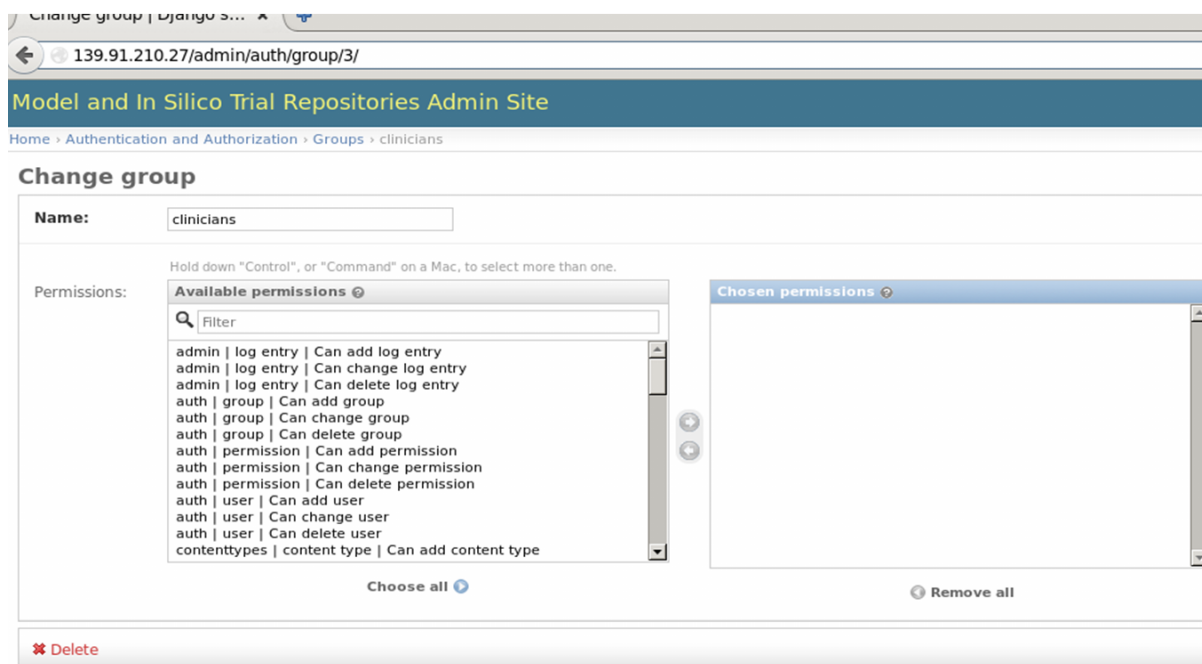 Change group | Django s... ×
139.91.210.27/admin/auth/group/3/
Model and In Silico Trial Repositories Admin Site
Home › Authentication and Authorization › Groups › clinicians
Change group
Name: clinicians
Hold down "Control", or "Command" on a Mac, to select more than one.
Permissions:
Available permissions ?
Filter
admin | log entry | Can add log entry
admin | log entry | Can change log entry
admin | log entry | Can delete log entry
auth | group | Can add group
auth | group | Can change group
auth | group | Can delete group
auth | permission | Can add permission
auth | permission | Can change permission
auth | permission | Can delete permission
auth | user | Can add user
auth | user | Can change user
auth | user | Can delete user
contenttypes | content type | Can add content type
Choose all
Chosen permissions ?
Remove all
Delete